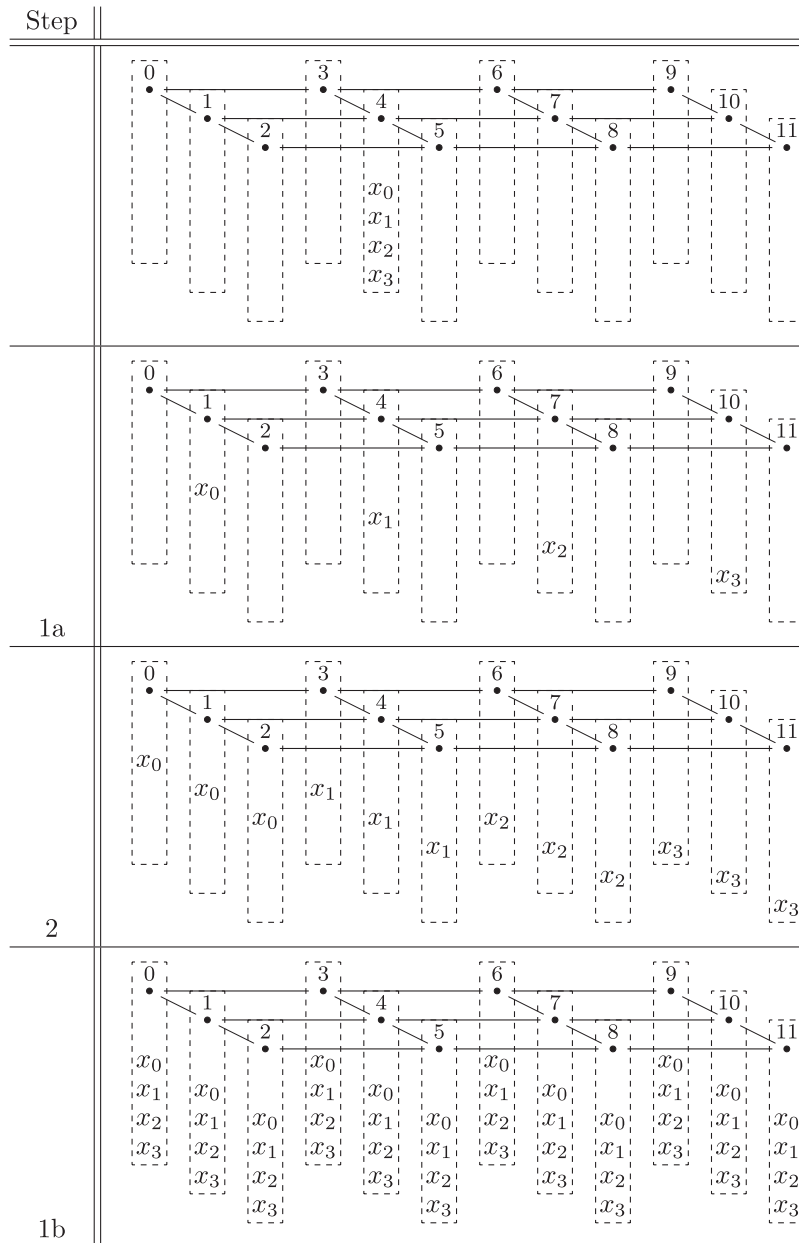 Step
0 3 6 9
1 4 7 10
2 5 8 11
x₀
x₁
x₂
x₃
0 3 6 9
1 4 7 10
2 5 8 11
x₀
x₁
x₂
x₃
1a
0 3 6 9
1 4 7 10
2 5 8 11
x₀
x₀ x₁
x₀ x₁ x₂
x₁ x₂ x₃
x₂ x₃
x₃
2
0 3 6 9
1 4 7 10
2 5 8 11
x₀ x₀ x₀ x₀
x₁ x₀ x₁ x₀ x₁ x₀ x₁ x₀
x₂ x₁ x₀ x₂ x₁ x₀ x₂ x₁ x₀ x₂ x₁ x₀
x₃ x₂ x₁ x₃ x₂ x₁ x₃ x₂ x₁ x₃ x₂ x₁
x₃ x₂ x₃ x₂ x₃ x₂ x₃ x₂
x₃ x₃ x₃ x₃
1b